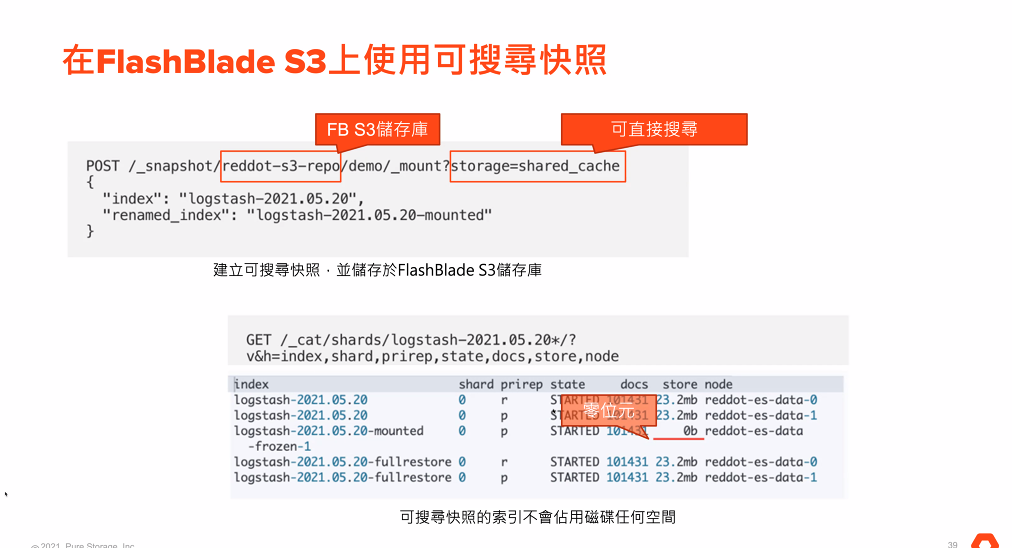 在FlashBlade S3上使用可搜尋快照
FB S3儲存庫
可直接搜尋
POST /_snapshot/reddot-s3-repo/demo/_mount?storage=shared_cache
{
"index": "logstash-2021.05.20",
"renamed_index": "logstash-2021.05.20-mounted"
}
建立可搜尋快照，並儲存於FlashBlade S3儲存庫
GET /_cat/shards/logstash-2021.05.20*/?
v&h=index,shard,prirep,state,docs,store,node
index shard prirep state docs store node
logstash-2021.05.20 0 r STARTED 101431 23.2mb reddot-es-data-0
logstash-2021.05.20 0 p STARTED 101431 23.2mb reddot-es-data-1
零位元
logstash-2021.05.20-mounted 0 p STARTED 101431 0b reddot-es-data
-frozen-1
logstash-2021.05.20-fullrestore 0 r STARTED 101431 23.2mb reddot-es-data-0
logstash-2021.05.20-fullrestore 0 p STARTED 101431 23.2mb reddot-es-data-1
可搜尋快照的索引不會佔用磁碟任何空間
© 2021 Pure Storage, Inc.
39